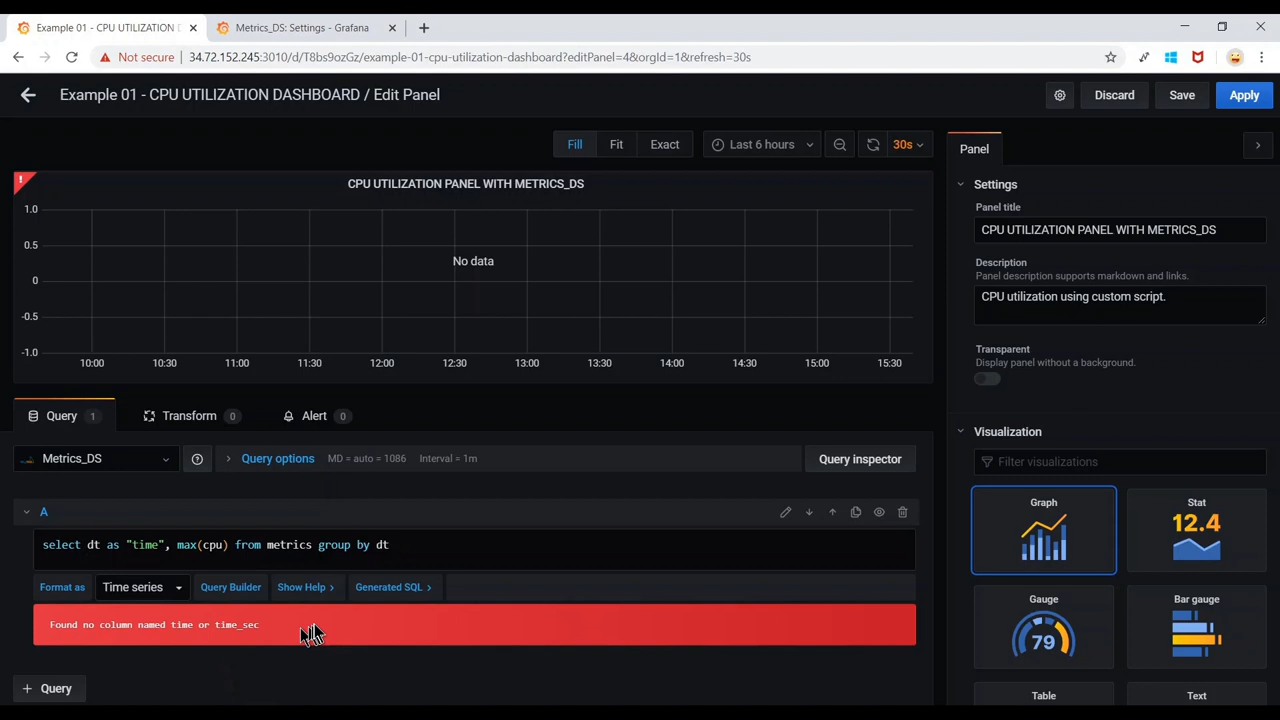 Example 01 - CPU UTILIZATION D
Metrics_DS: Settings - Grafana
Not secure
34.72.152.245:3010/d/T8bs9ozGz/example-01-cpu-utilization-dashboard?editPanel=4&orgId=1&refresh=30s
Example 01 - CPU UTILIZATION DASHBOARD / Edit Panel
Discard
Save
Apply
Fill
Fit
Exact
Last 6 hours
30s
Panel
CPU UTILIZATION PANEL WITH METRICS_DS
1.0
0.5
0
-0.5
-1.0
No data
10:00
10:30
11:00
11:30
12:00
12:30
13:00
13:30
14:00
14:30
15:00
15:30
Settings
Panel title
CPU UTILIZATION PANEL WITH METRICS_DS
Description
Panel description supports markdown and links.
CPU utilization using custom script.
Transparent
Display panel without a background.
Query 1
Transform 0
Alert 0
Metrics_DS
Query options
MD = auto = 1086
Interval = 1m
Query inspector
A
select dt as "time", max(cpu) from metrics group by dt
Format as
Time series
Query Builder
Show Help
Generated SQL
Found no column named time or time_sec
+ Query
Visualization
Filter visualizations
Graph
Stat
12.4
Gauge
79
Bar gauge
Table
Text